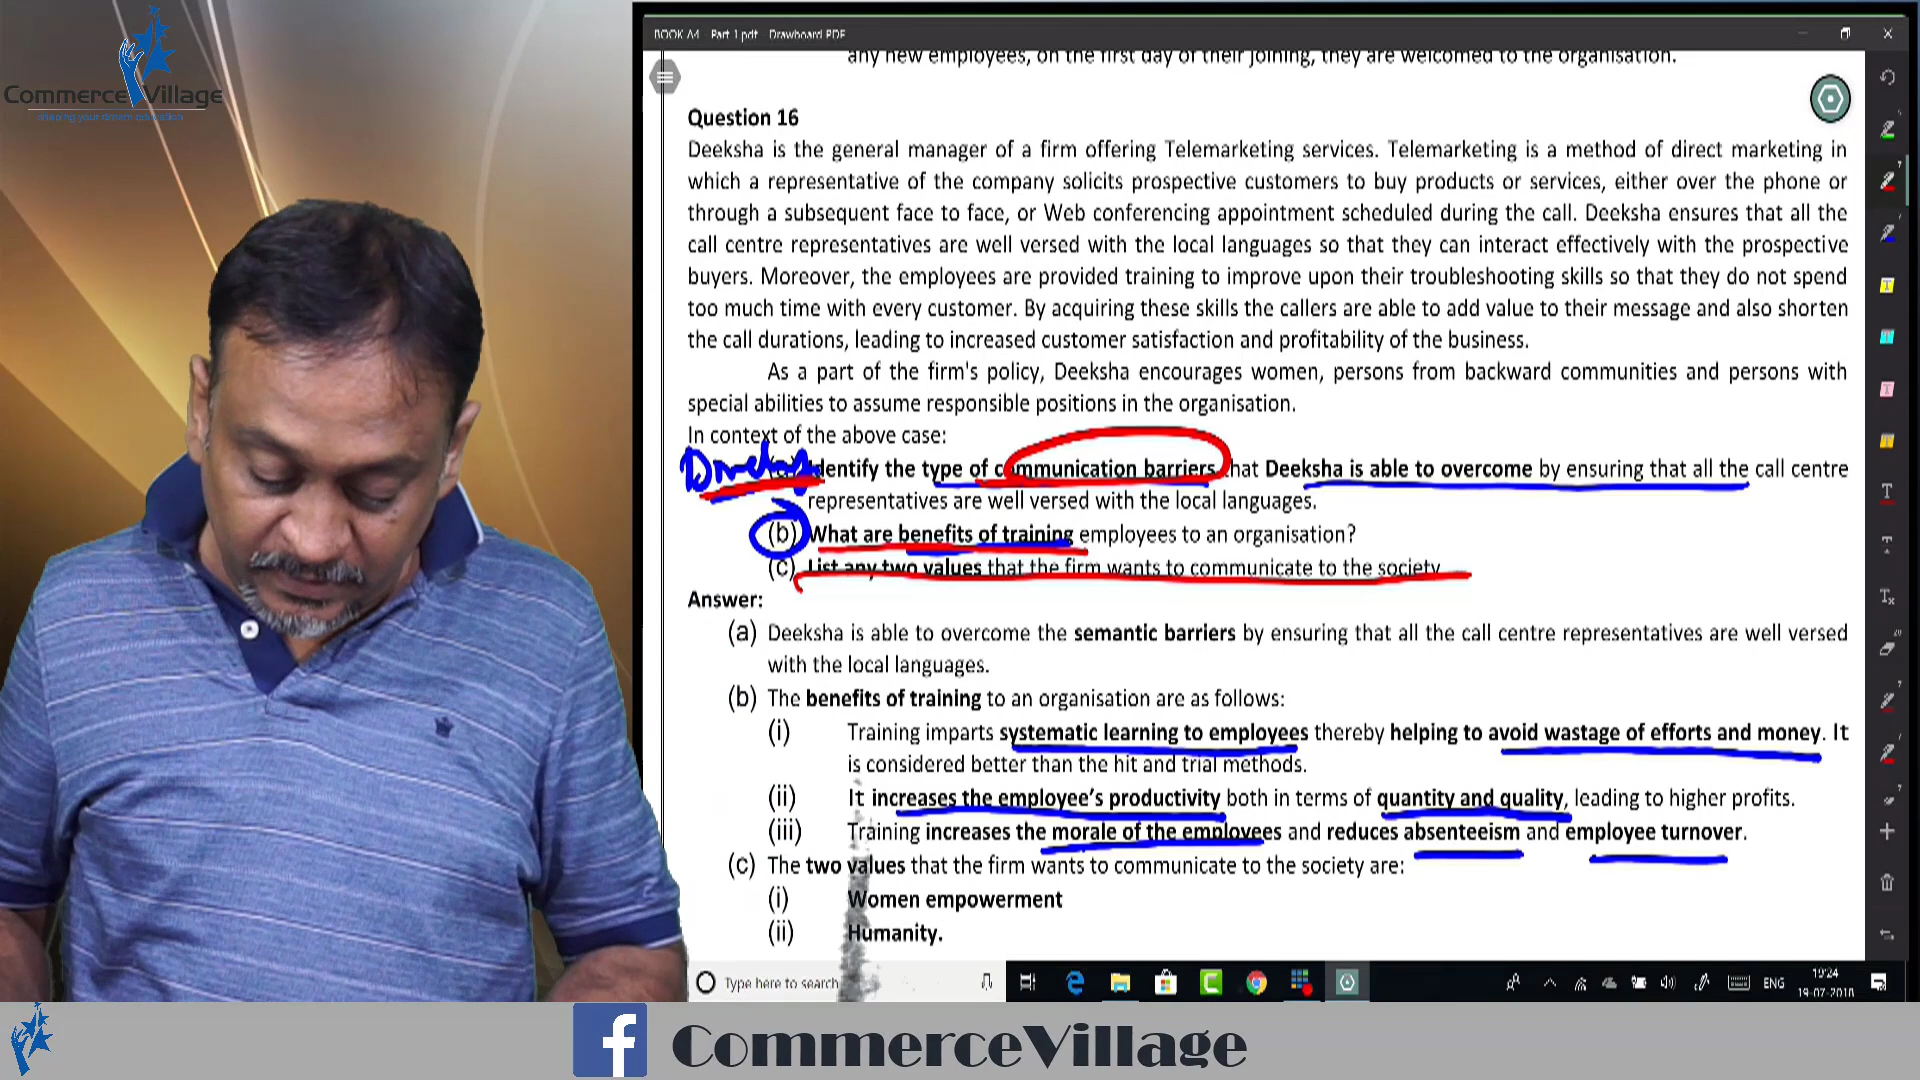 Commerce Village
shaping your dream education
BOOK A4 Part 1.pdf Drawboard PDF
any new employees, on the first day of their joining, they are welcomed to the organisation.
Question 16
Deeksha is the general manager of a firm offering Telemarketing services. Telemarketing is a method of direct marketing in
which a representative of the company solicits prospective customers to buy products or services, either over the phone or
through a subsequent face to face, or Web conferencing appointment scheduled during the call. Deeksha ensures that all the
call centre representatives are well versed with the local languages so that they can interact effectively with the prospective
buyers. Moreover, the employees are provided training to improve upon their troubleshooting skills so that they do not spend
too much time with every customer. By acquiring these skills the callers are able to add value to their message and also shorten
the call durations, leading to increased customer satisfaction and profitability of the business.
As a part of the firm's policy, Deeksha encourages women, persons from backward communities and persons with
special abilities to assume responsible positions in the organisation.
In context of the above case:
Identify the type of communication barriers that Deeksha is able to overcome by ensuring that all the call centre
representatives are well versed with the local languages.
(b) What are benefits of training employees to an organisation?
(c) List any two values that the firm wants to communicate to the society
Answer:
(a) Deeksha is able to overcome the semantic barriers by ensuring that all the call centre representatives are well versed
with the local languages.
(b) The benefits of training to an organisation are as follows:
(i) Training imparts systematic learning to employees thereby helping to avoid wastage of efforts and money. It
is considered better than the hit and trial methods.
(ii) It increases the employee's productivity both in terms of quantity and quality, leading to higher profits.
(iii) Training increases the morale of the employees and reduces absenteeism and employee turnover.
(c) The two values that the firm wants to communicate to the society are:
(i) Women empowerment
(ii) Humanity.
Type here to search
ENG
19:24
19-07-2018
f CommerceVillage